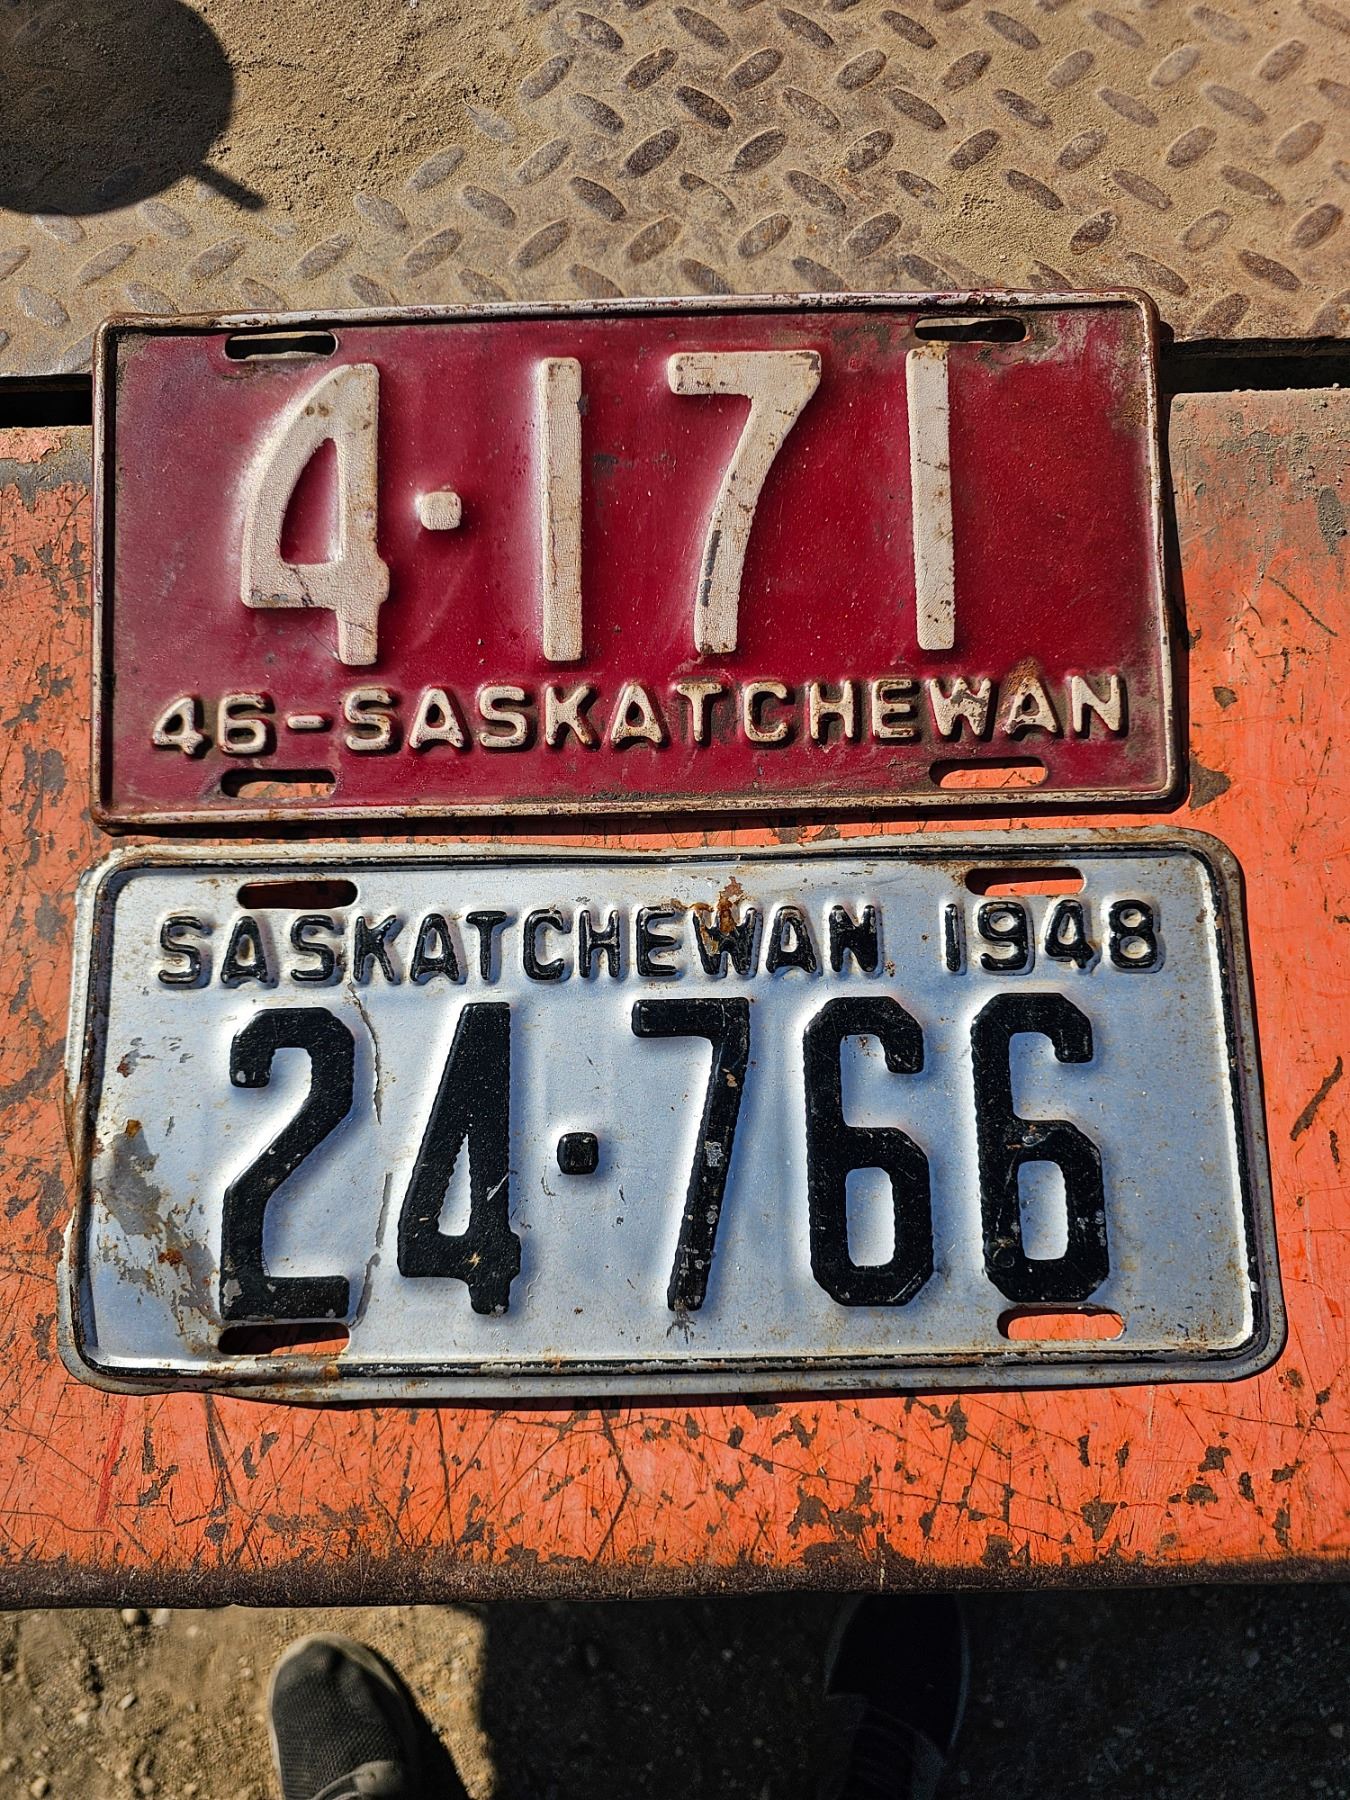 4·171
46-SASKATCHEWAN
SASKATCHEWAN 1948
24·766